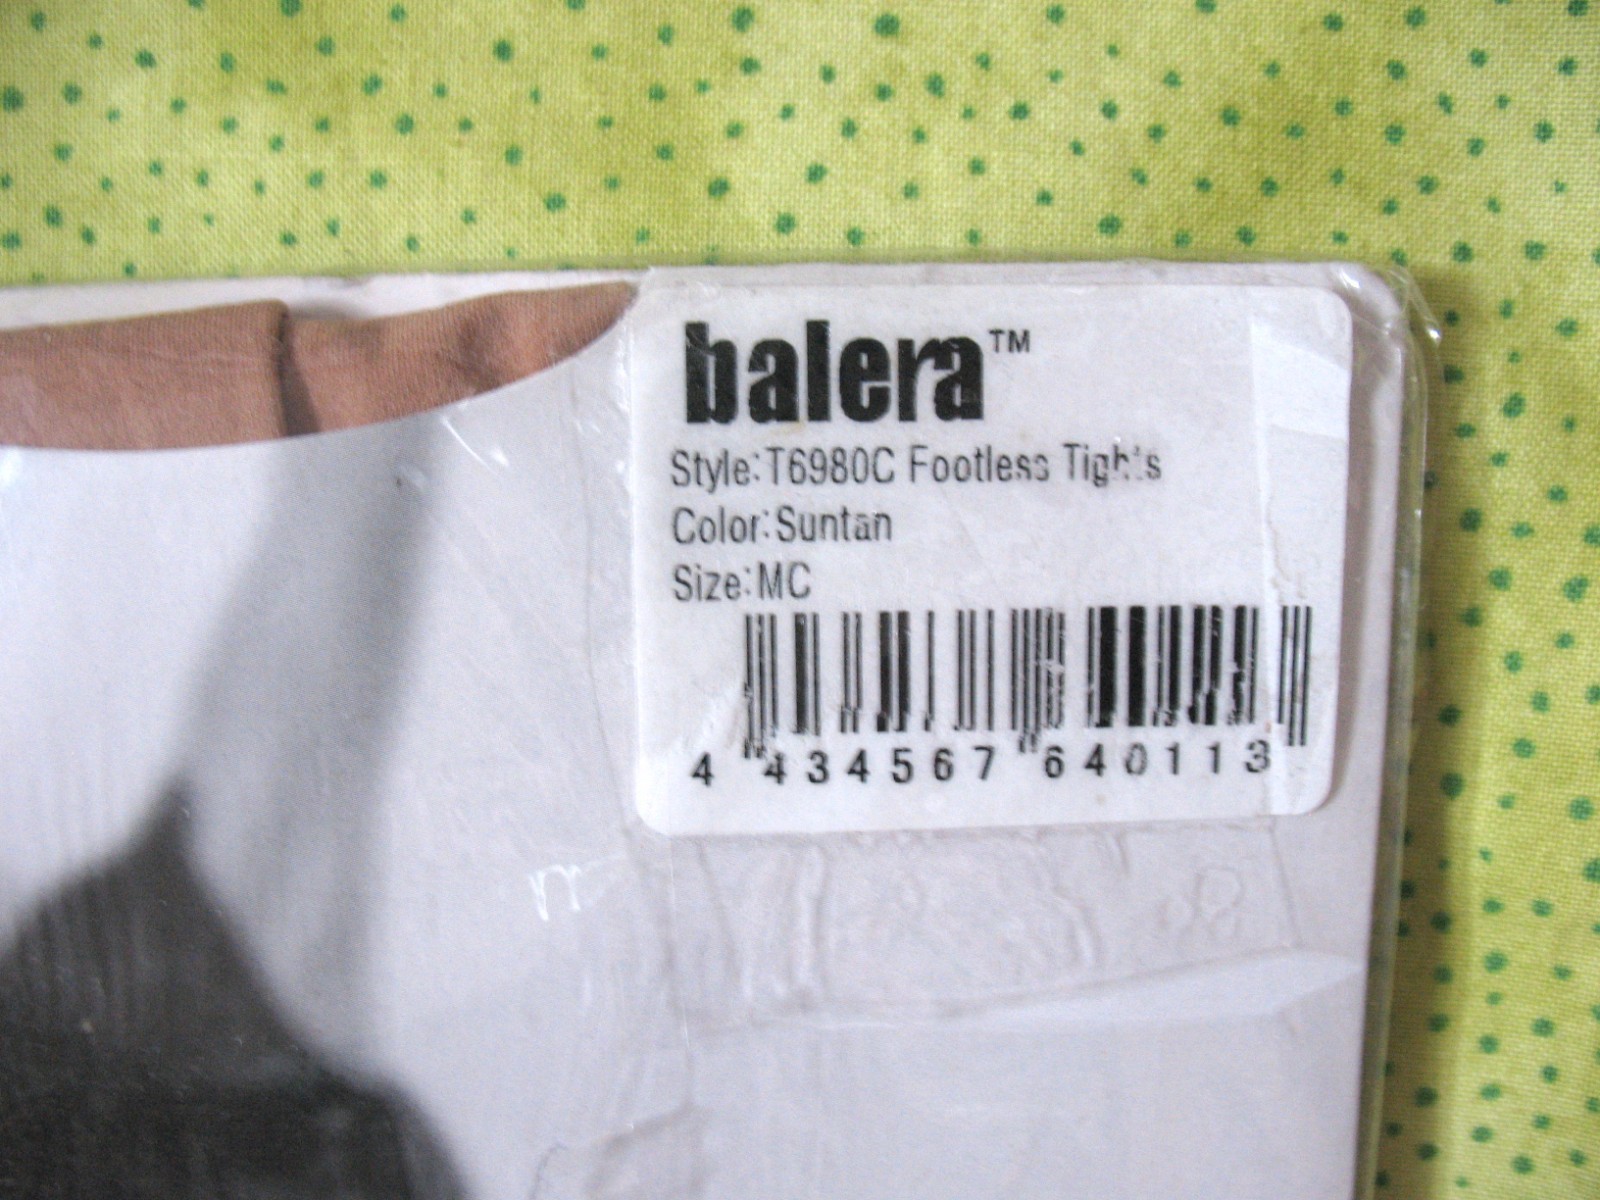 balera™
Style:T6980C Footless Tights
Color:Suntan
Size:MC
4 434567 640113